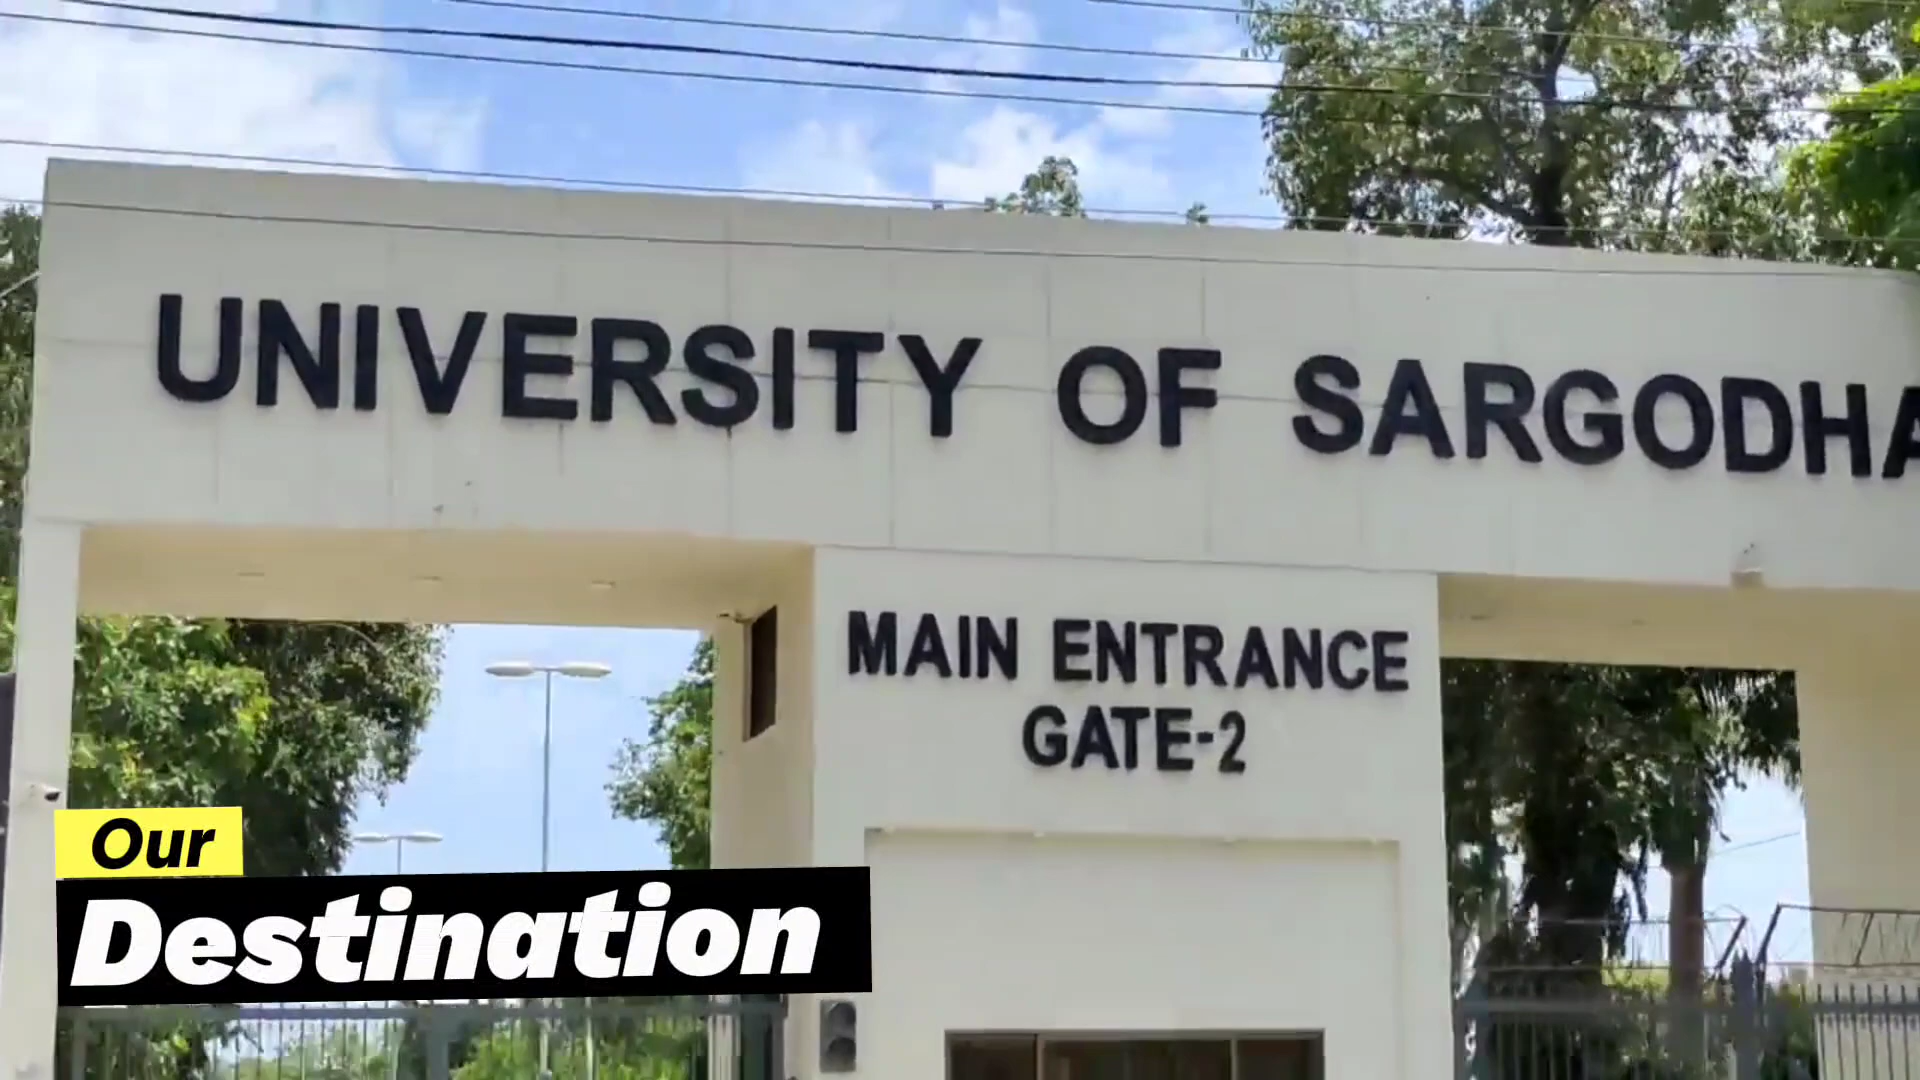 UNIVERSITY OF SARGODHA
MAIN ENTRANCE
GATE-2
Our
Destination